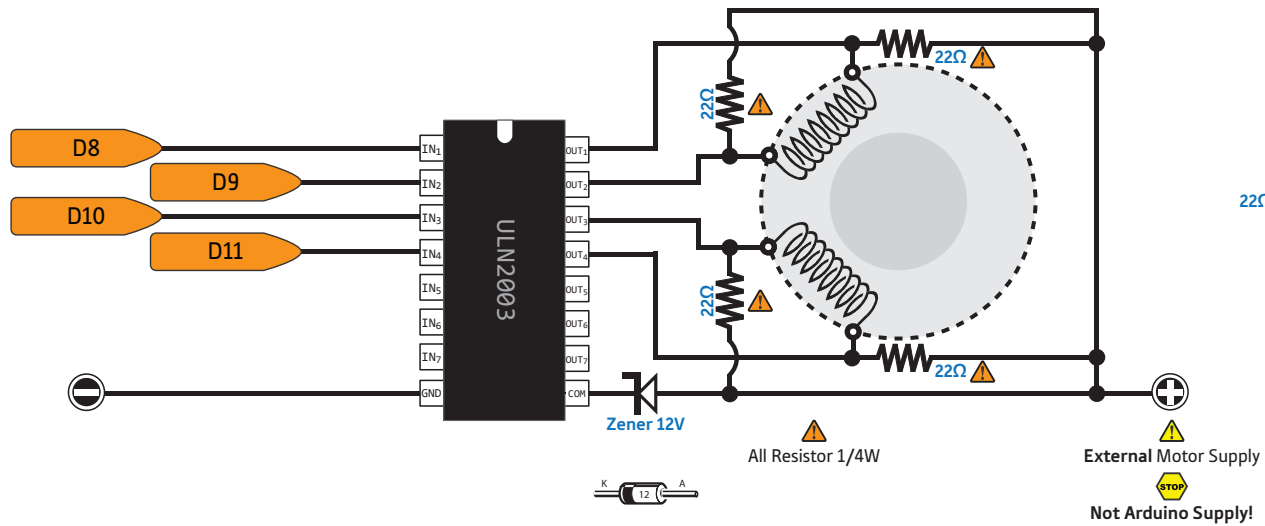 22Ω
22Ω
D8
IN1
OUT1
D9
IN2
OUT2
D10
IN3
OUT3
22Ω
D11
IN4
OUT4
ULN2003
IN5
OUT5
22Ω
IN6
OUT6
IN7
OUT7
22Ω
GND
COM
Zener 12V
All Resistor 1/4W
External Motor Supply
K
12
A
STOP
Not Arduino Supply!